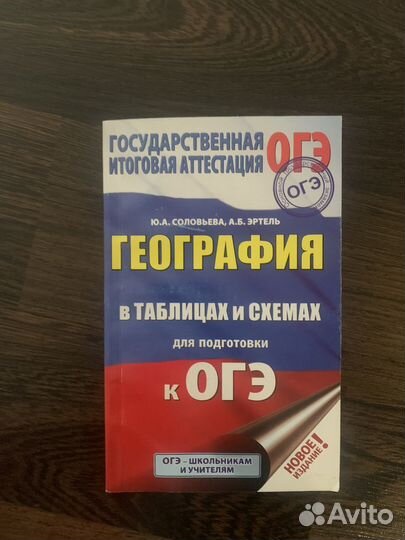 ГОСУДАРСТВЕННАЯ
ИТОГОВАЯ АТТЕСТАЦИЯ
ОГЭ
ОГЭ
Ю.А. СОЛОВЬЕВА, А.Б. ЭРТЕЛЬ
ГЕОГРАФИЯ
В ТАБЛИЦАХ И СХЕМАХ
ДЛЯ ПОДГОТОВКИ
К ОГЭ
ОГЭ - ШКОЛЬНИКАМ
И УЧИТЕЛЯМ
НОВОЕ
ИЗДАНИЕ!
Avito